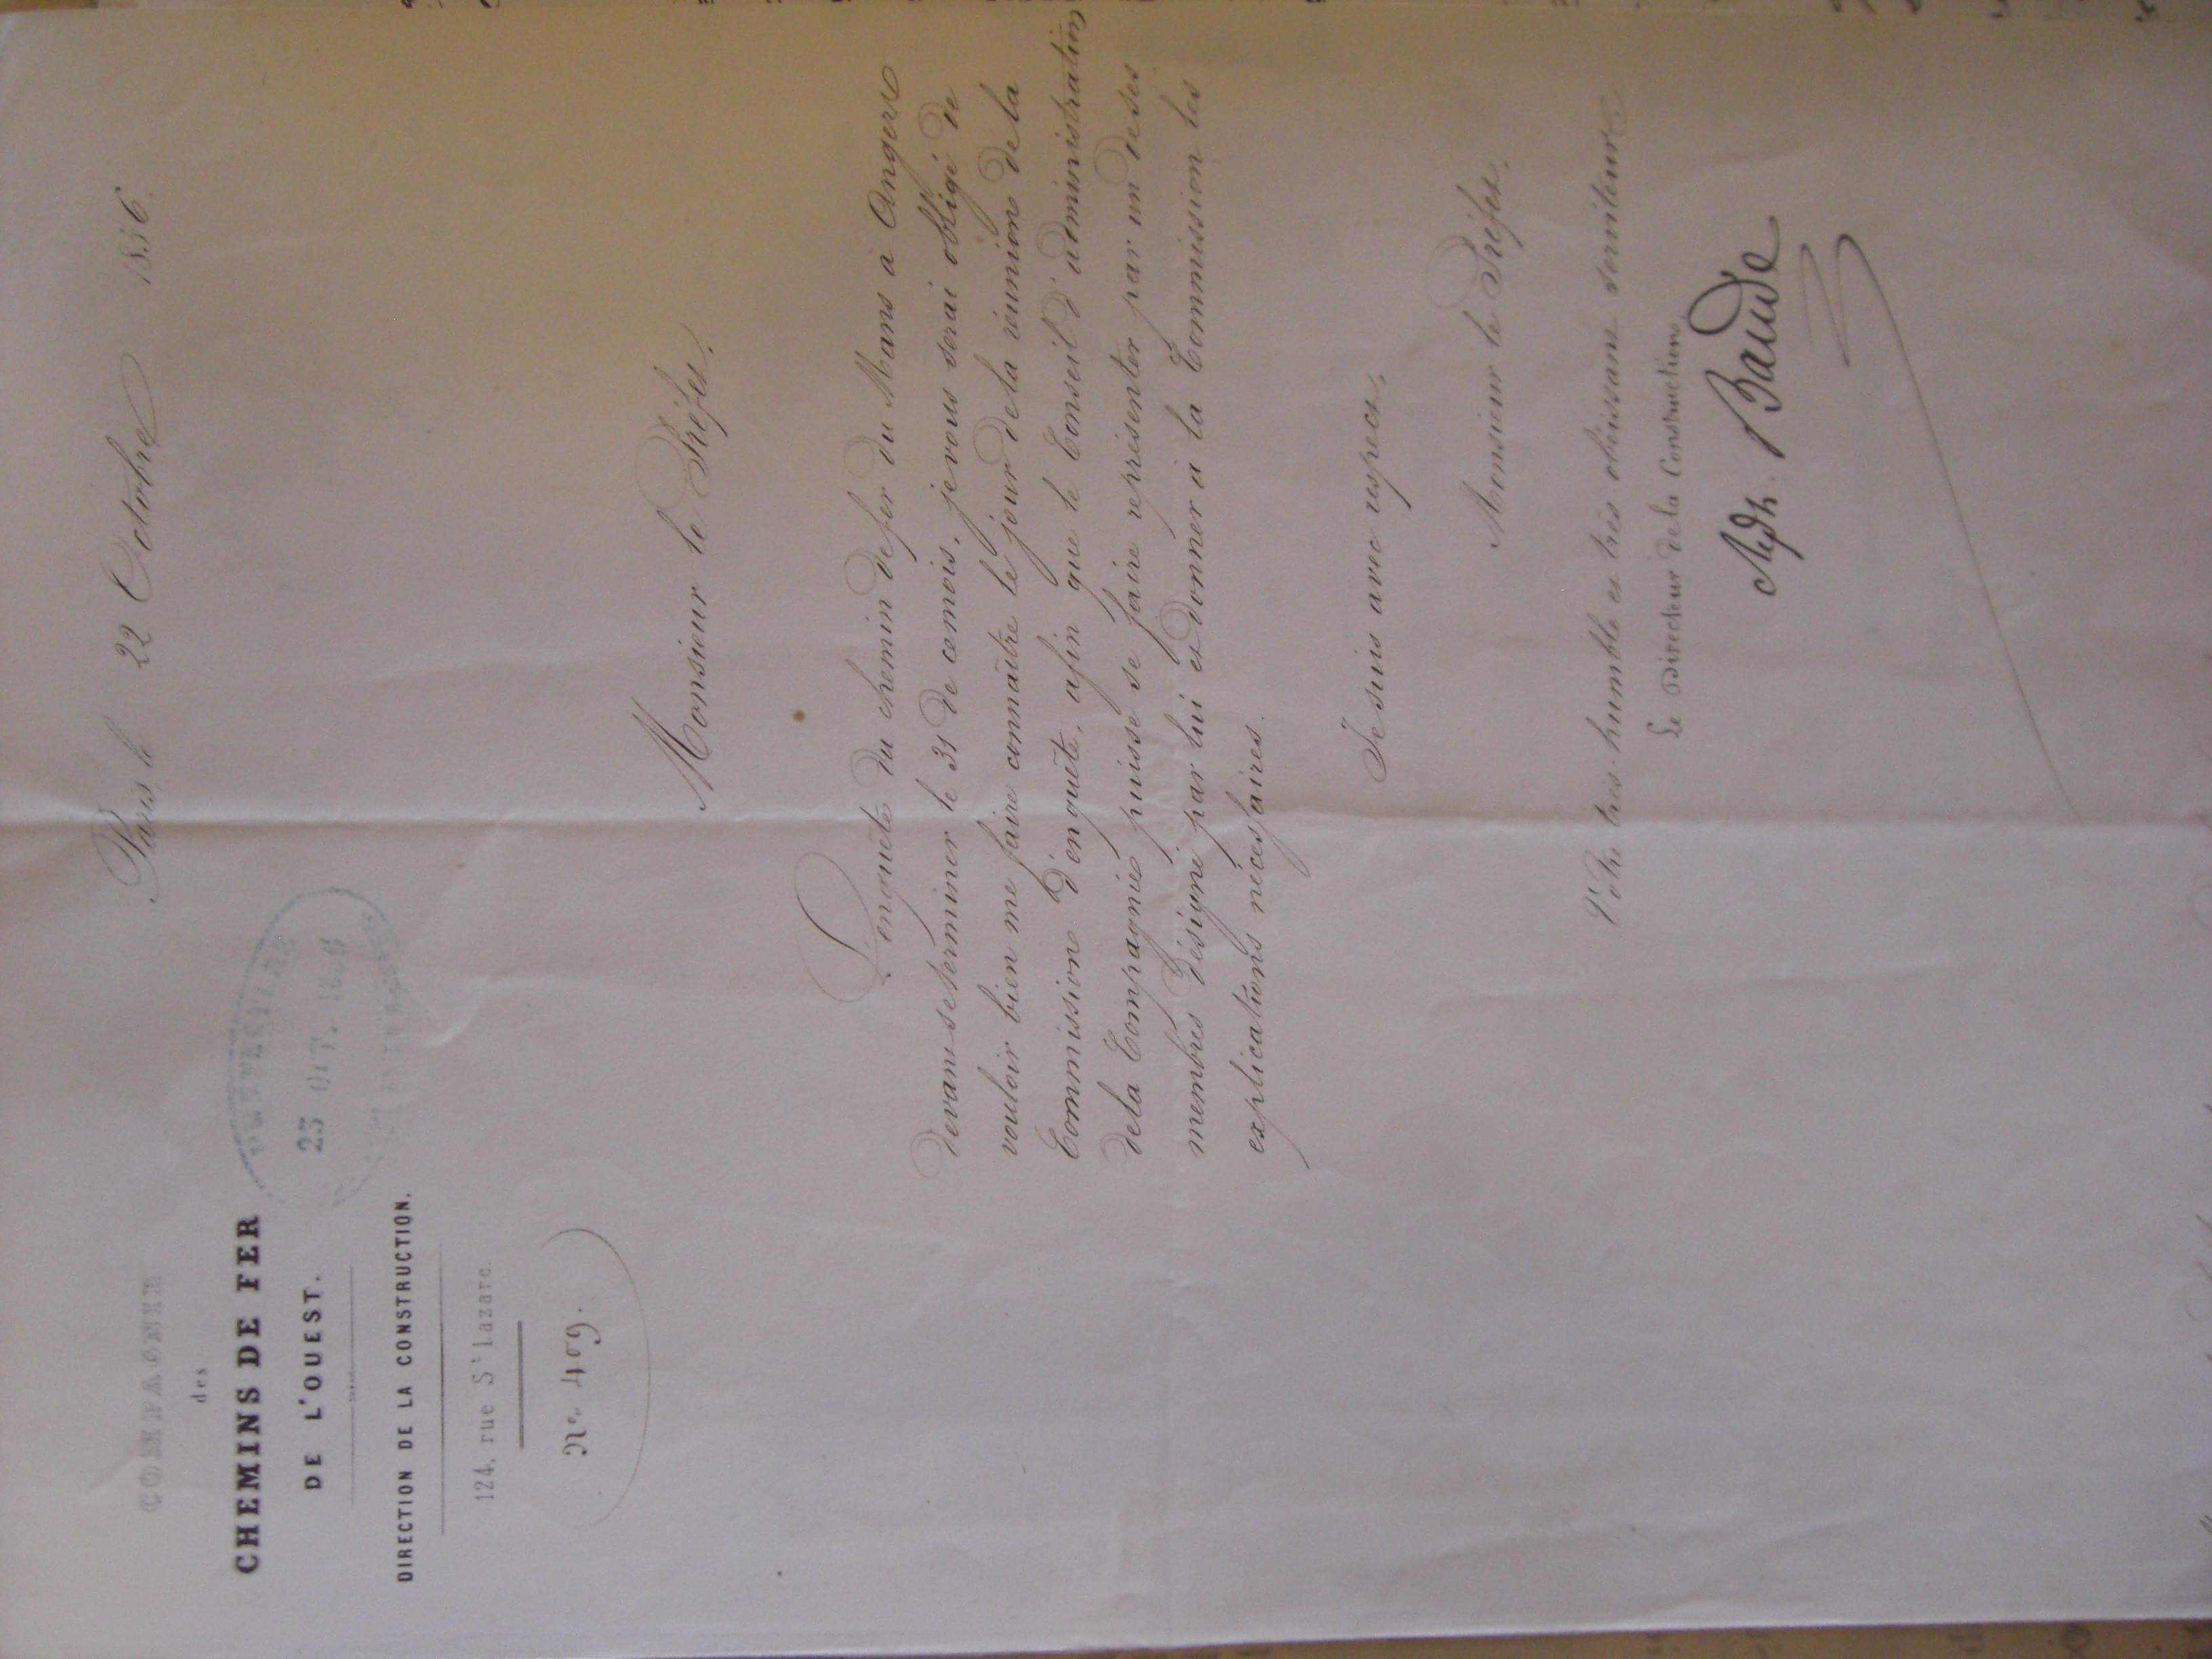 COMPAGNIE
des
CHEMINS DE FER
DE L'OUEST.
DIRECTION DE LA CONSTRUCTION.
124, rue St Lazare.
No. 409.
23 OCT. 1856
Paris, le 22 Octobre 1856.
Monsieur le Préfet,
L'enquête du chemin de fer du Mans à Angers
devant se terminer le 31 de ce mois, je vous serai obligé de
vouloir bien me faire connaître le jour de la réunion de la
Commission d'enquête, afin que le Conseil d'administration
de la Compagnie puisse se faire représenter par un de ses
membres désigné par lui et donner à la Commission les
explications nécessaires.
Je suis avec respect,
Monsieur le Préfet,
Votre très-humble et très obéissant serviteur.
Le Directeur de la Construction,
Alph. Baude